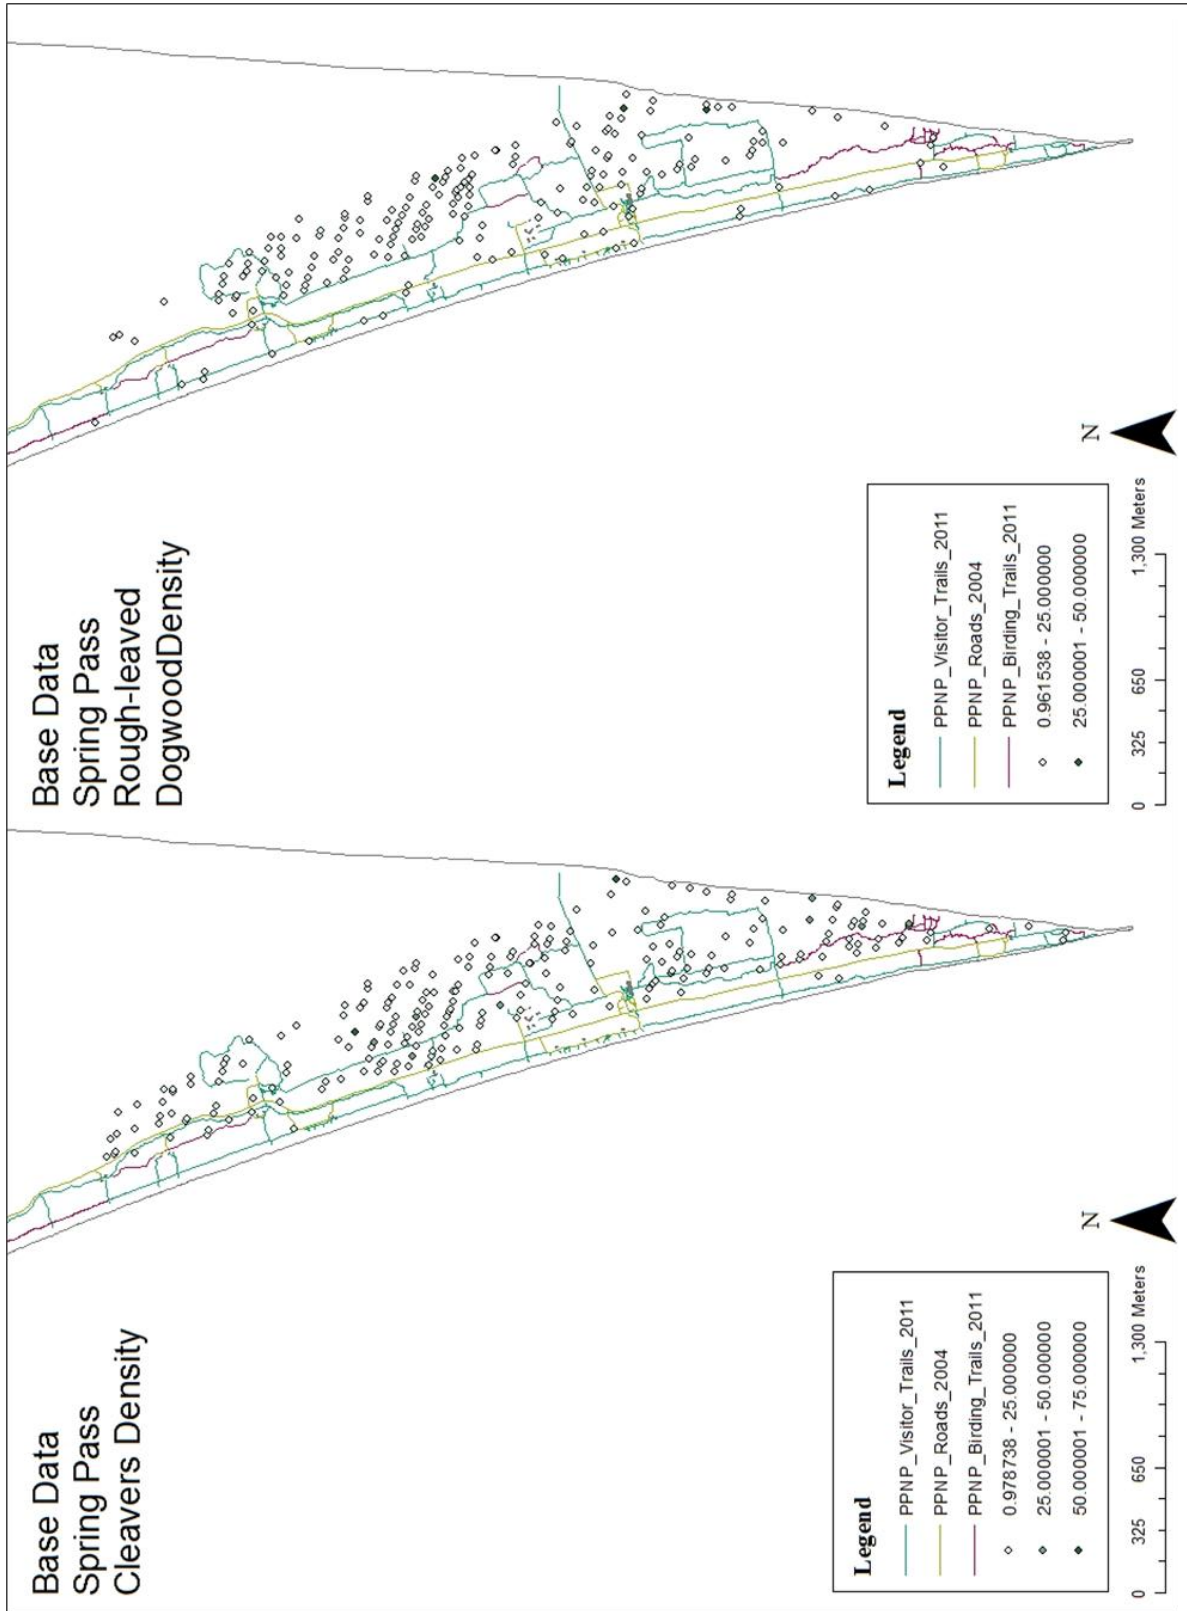 Base Data
Spring Pass
Cleavers Density
Legend
PPNP_Visitor_Trails_2011
PPNP_Roads_2004
PPNP_Birding_Trails_2011
0.978738 - 25.000000
25.000001 - 50.000000
50.000001 - 75.000000
N
0 325 650 1,300 Meters
Base Data
Spring Pass
Rough-leaved
DogwoodDensity
Legend
PPNP_Visitor_Trails_2011
PPNP_Roads_2004
PPNP_Birding_Trails_2011
0.961538 - 25.000000
25.000001 - 50.000000
N
0 325 650 1,300 Meters